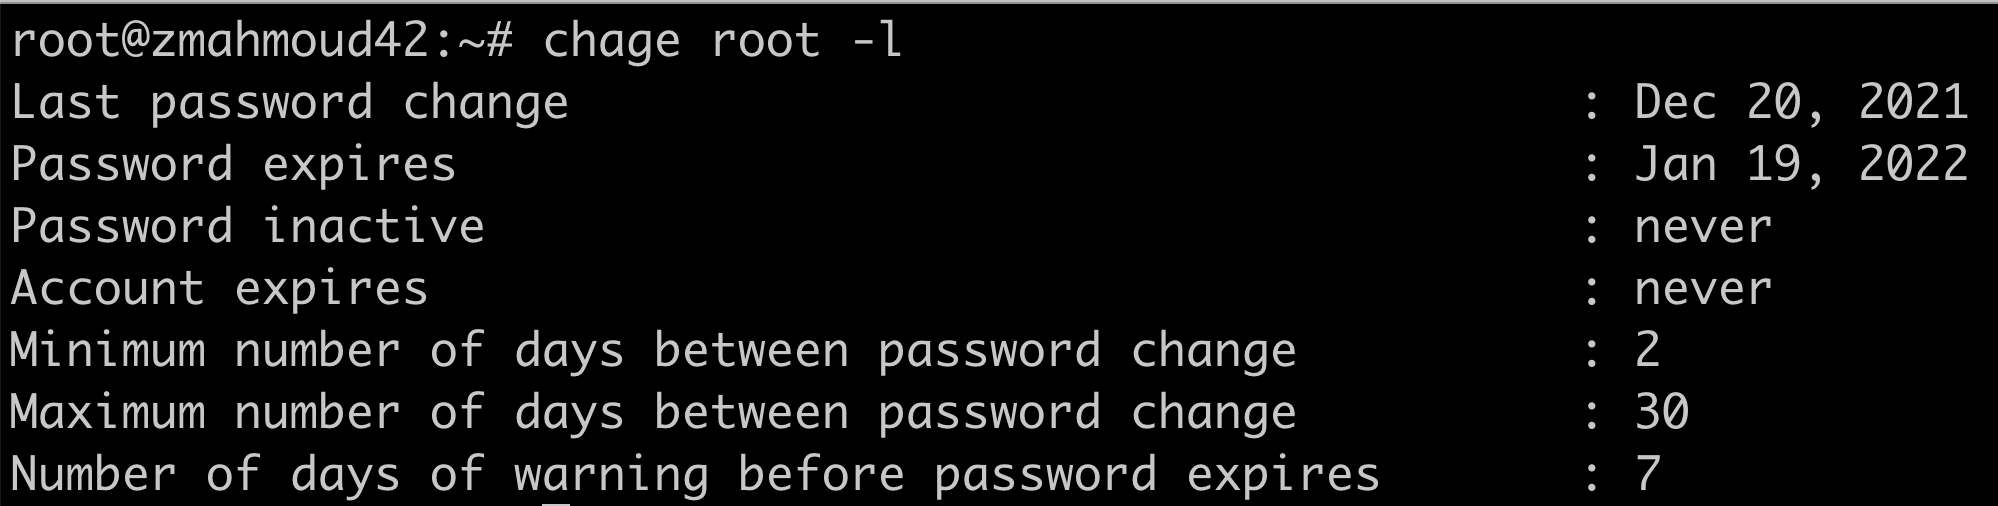 root@zmahmoud42:~# chage root -l
Last password change : Dec 20, 2021
Password expires : Jan 19, 2022
Password inactive : never
Account expires : never
Minimum number of days between password change : 2
Maximum number of days between password change : 30
Number of days of warning before password expires : 7